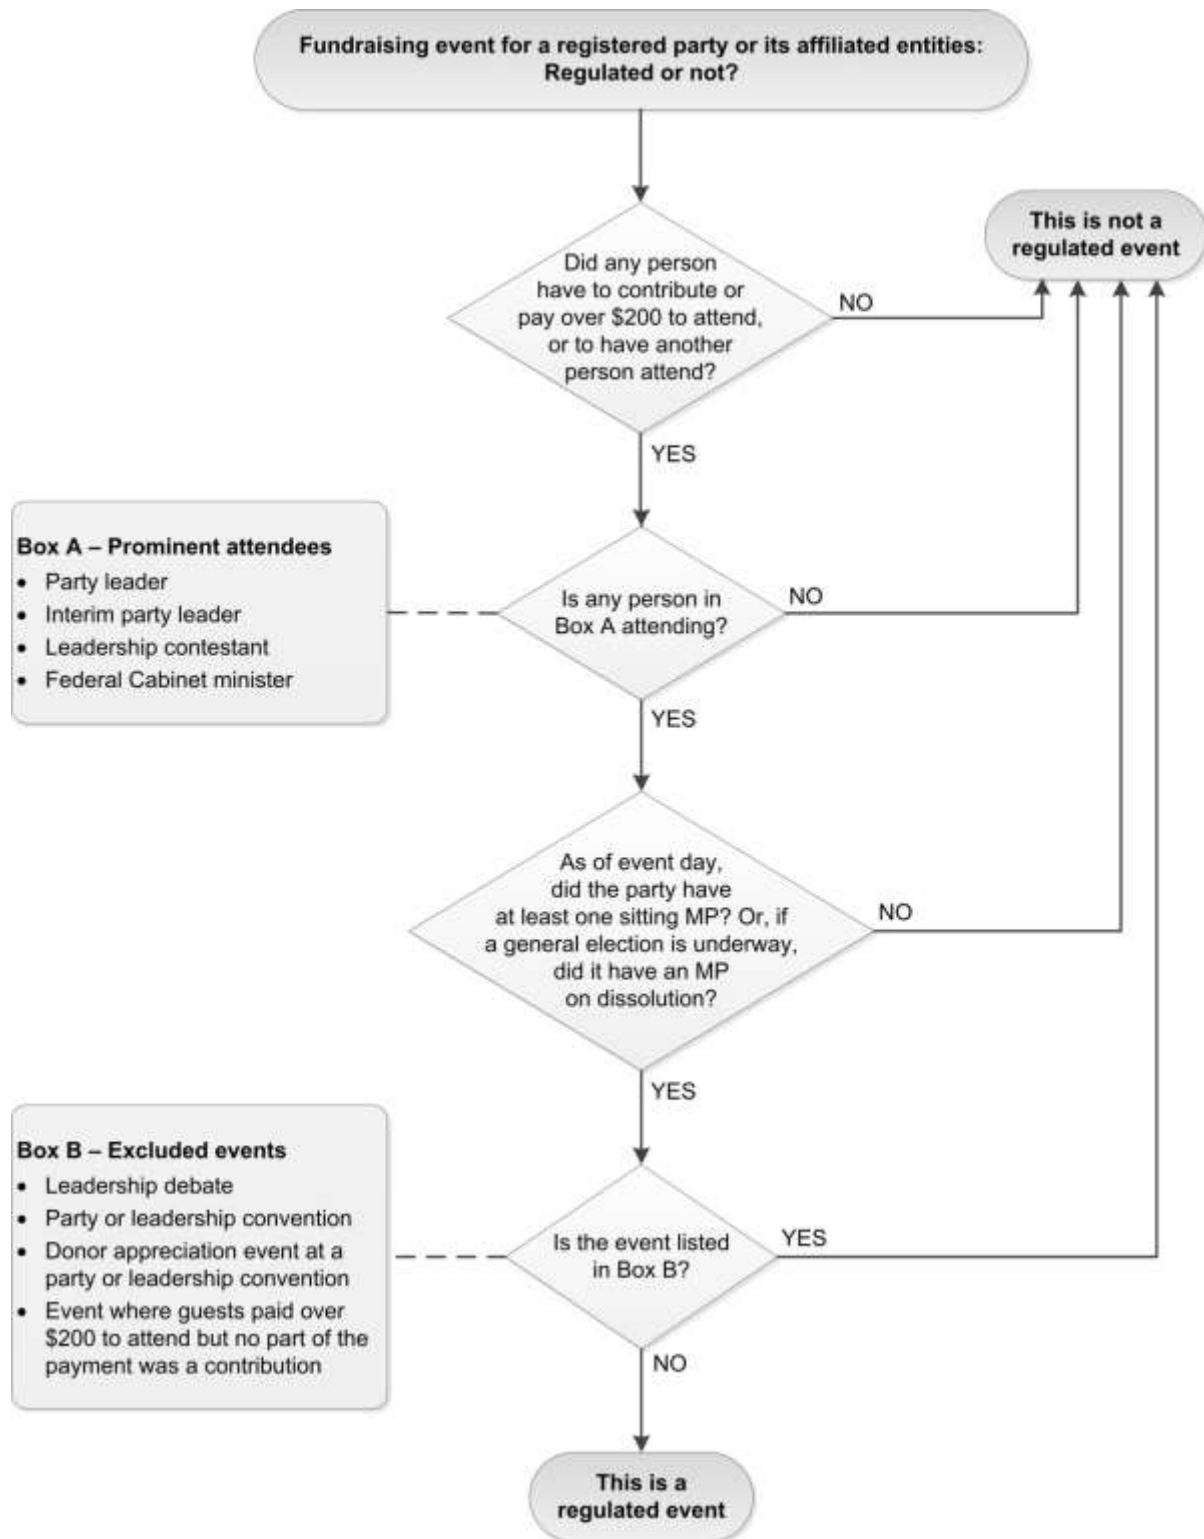 Fundraising event for a registered party or its affiliated entities:
Regulated or not?
This is not a
regulated event
Did any person
have to contribute or
pay over $200 to attend,
or to have another
person attend?
NO
YES
Box A – Prominent attendees
• Party leader
• Interim party leader
• Leadership contestant
• Federal Cabinet minister
Is any person in
Box A attending?
NO
YES
As of event day,
did the party have
at least one sitting MP? Or, if
a general election is underway,
did it have an MP
on dissolution?
NO
YES
Box B – Excluded events
• Leadership debate
• Party or leadership convention
• Donor appreciation event at a
party or leadership convention
• Event where guests paid over
$200 to attend but no part of the
payment was a contribution
Is the event listed
in Box B?
YES
NO
This is a
regulated event